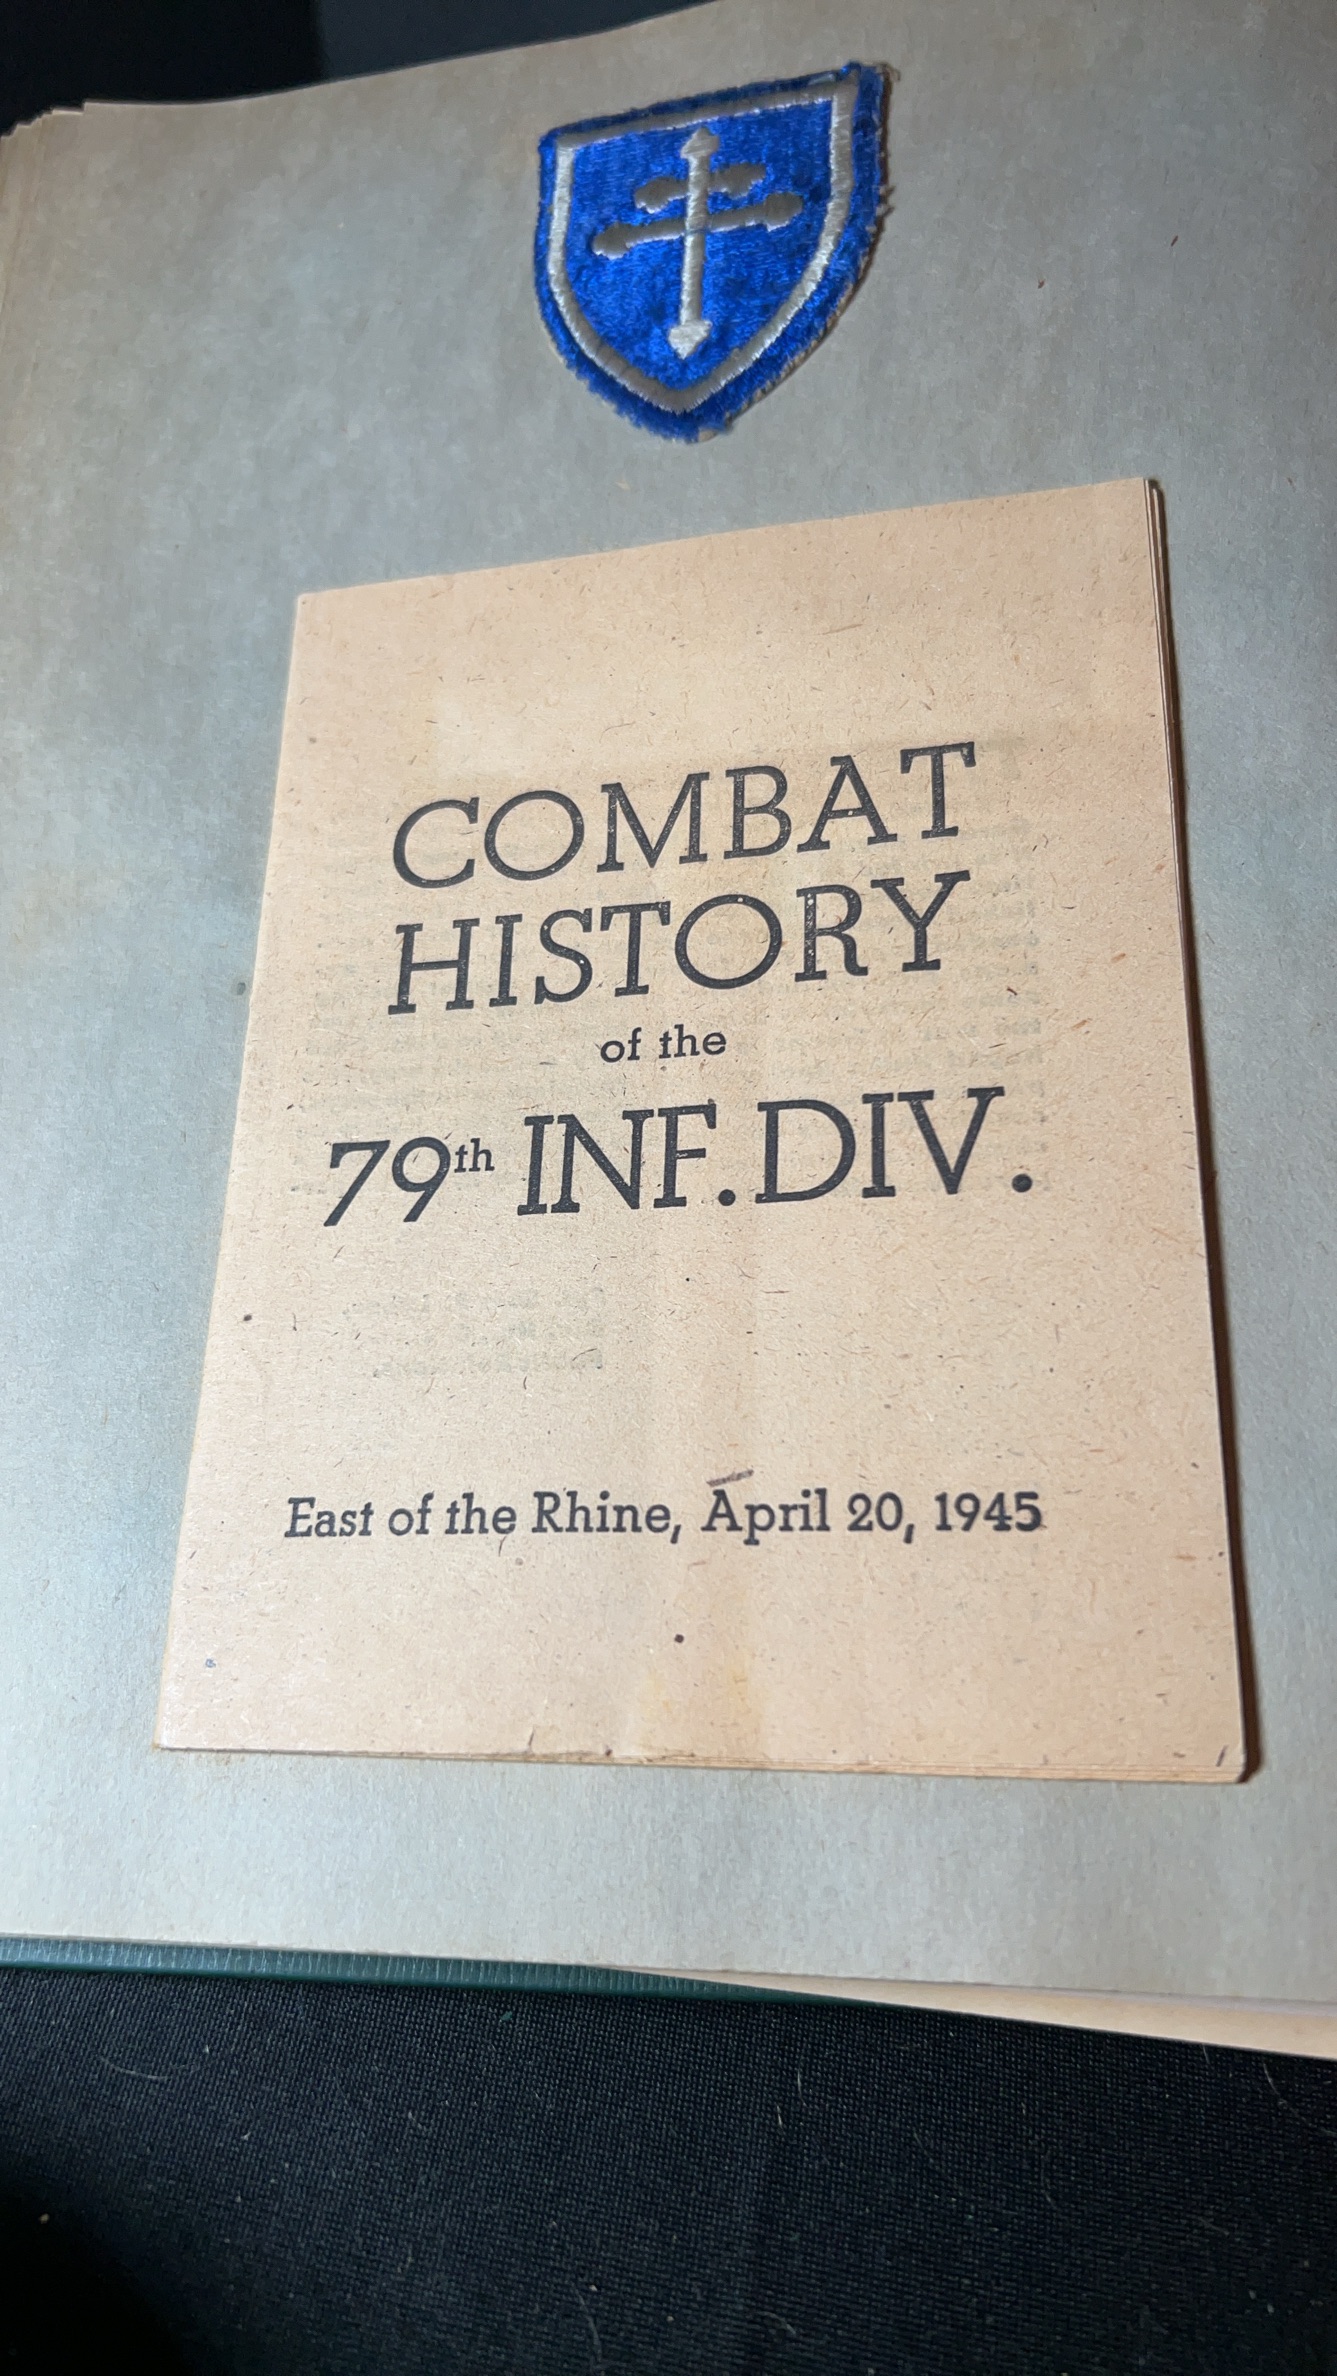 COMBAT
HISTORY
of the
79th INF. DIV.
East of the Rhine, April 20, 1945